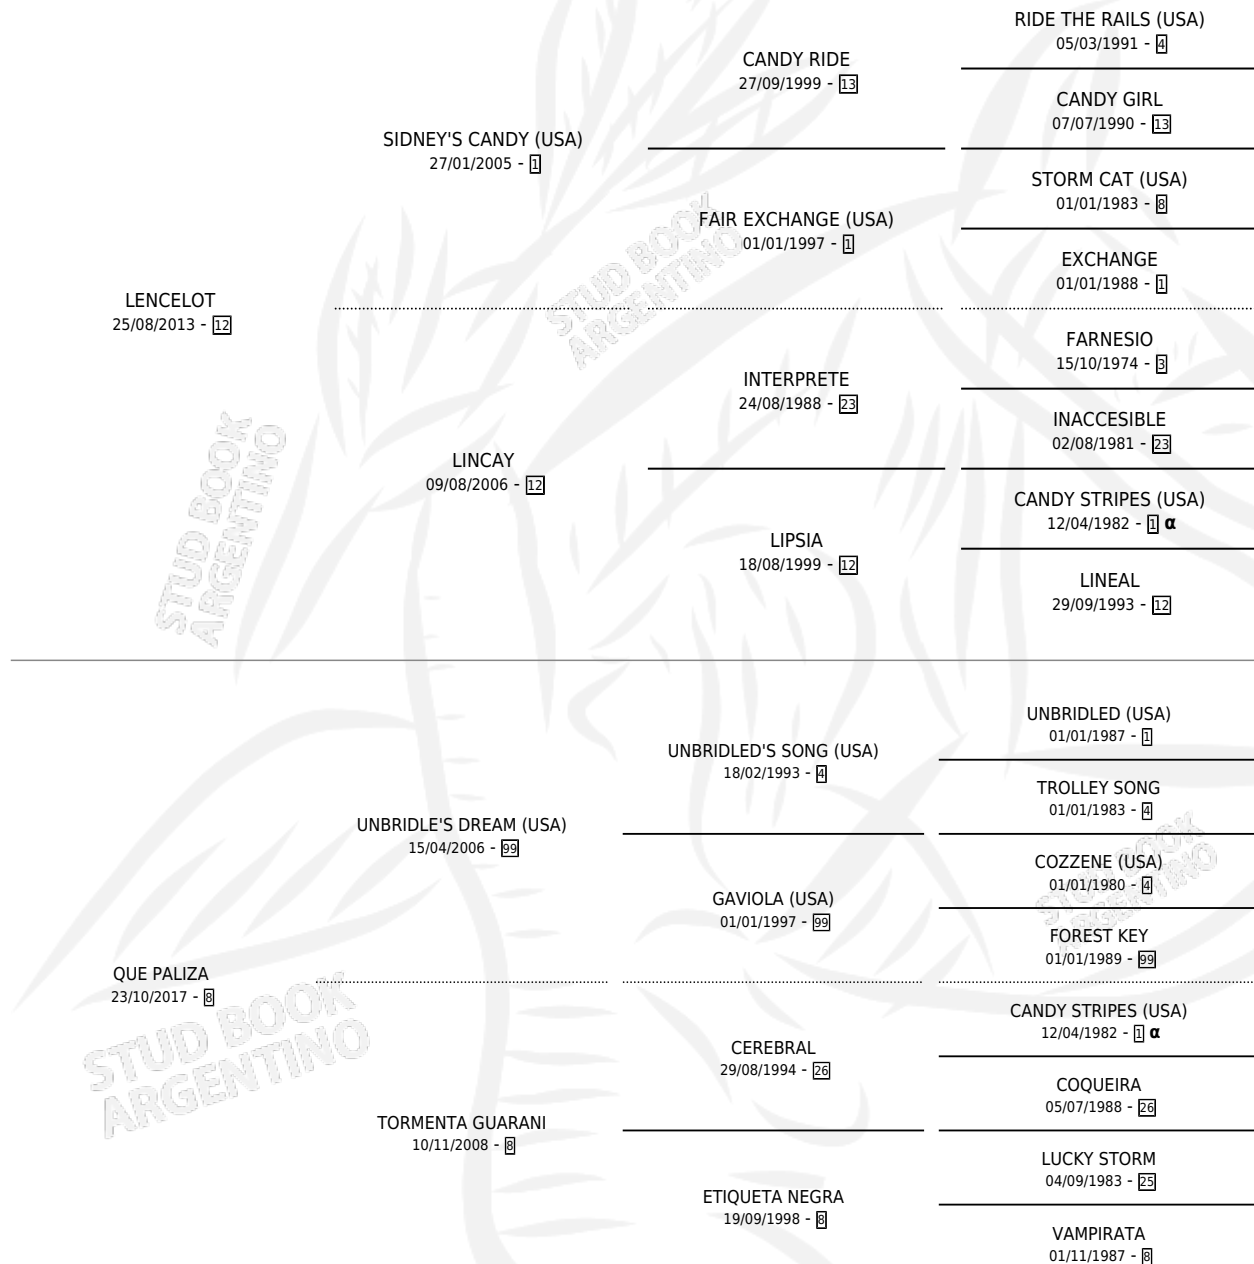 RIDE THE RAILS (USA)
05/03/1991 - 4
CANDY RIDE
27/09/1999 - 13
CANDY GIRL
07/07/1990 - 13
SIDNEY'S CANDY (USA)
27/01/2005 - 1
STORM CAT (USA)
01/01/1983 - 8
FAIR EXCHANGE (USA)
01/01/1997 - 1
EXCHANGE
01/01/1988 - 1
LENCELOT
25/08/2013 - 12
FARNESIO
15/10/1974 - 3
INTERPRETE
24/08/1988 - 23
INACCESIBLE
02/08/1981 - 23
LINCAY
09/08/2006 - 12
CANDY STRIPES (USA)
12/04/1982 - 1 α
LIPSIA
18/08/1999 - 12
LINEAL
29/09/1993 - 12
UNBRIDLED (USA)
01/01/1987 - 1
UNBRIDLED'S SONG (USA)
18/02/1993 - 4
TROLLEY SONG
01/01/1983 - 4
UNBRIDLE'S DREAM (USA)
15/04/2006 - 99
COZZENE (USA)
01/01/1980 - 4
GAVIOLA (USA)
01/01/1997 - 99
FOREST KEY
01/01/1989 - 99
QUE PALIZA
23/10/2017 - 8
CANDY STRIPES (USA)
12/04/1982 - 1 α
CEREBRAL
29/08/1994 - 26
COQUEIRA
05/07/1988 - 26
TORMENTA GUARANI
10/11/2008 - 8
LUCKY STORM
04/09/1983 - 25
ETIQUETA NEGRA
19/09/1998 - 8
VAMPIRATA
01/11/1987 - 8
STUD BOOK
ARGENTINO
STUD BOOK
ARGENTINO
STUD BOOK
ARGENTINO
STUD BOOK
ARGENTINO